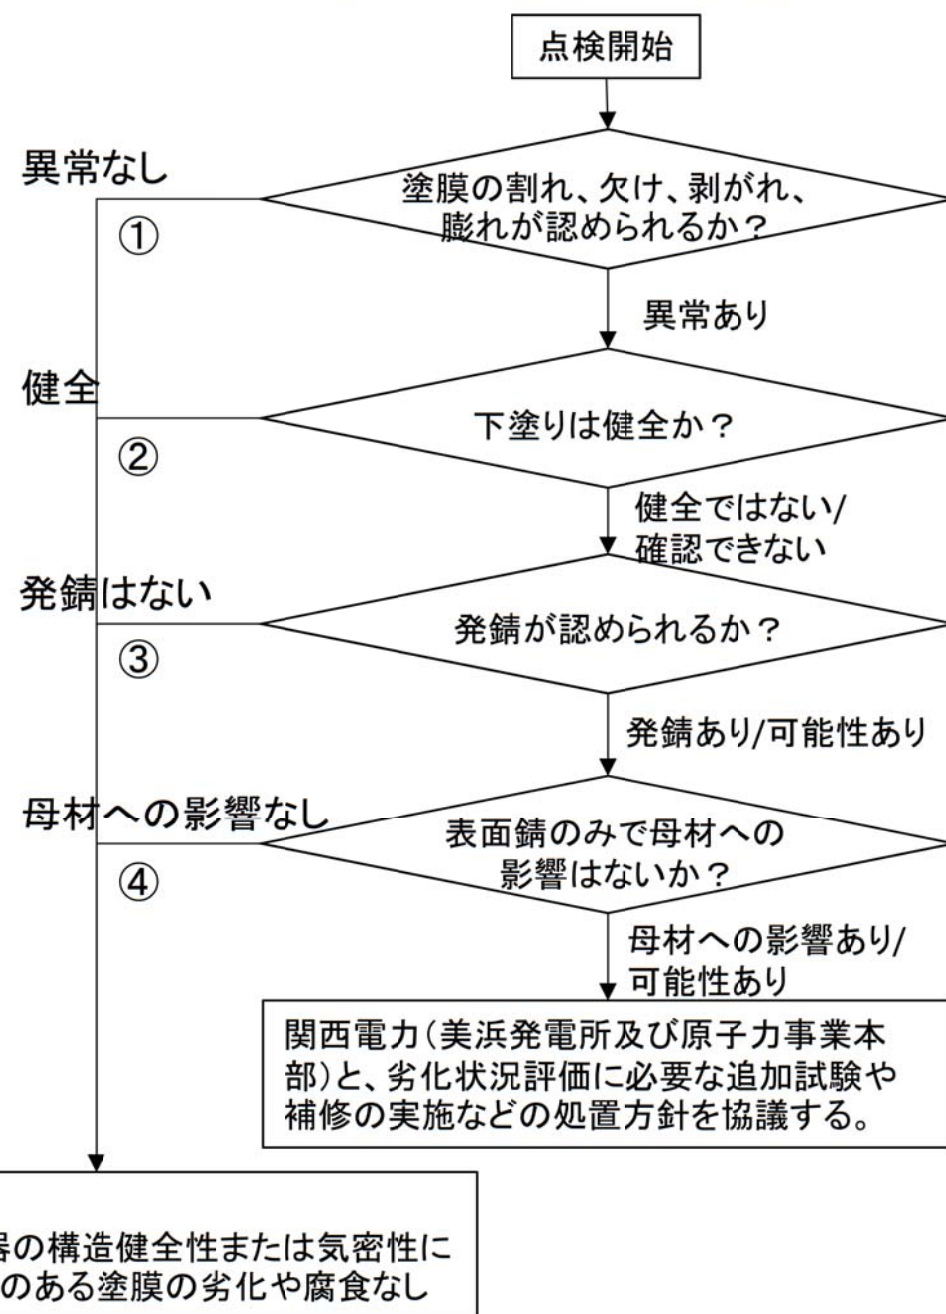 点検開始
塗膜の割れ、欠け、剥がれ、
膨れが認められるか？
異常なし
①
異常あり
下塗りは健全か？
健全
②
健全ではない/
確認できない
発錆が認められるか？
発錆はない
③
発錆あり/可能性あり
表面錆のみで母材への
影響はないか？
母材への影響なし
④
母材への影響あり/
可能性あり
関西電力（美浜発電所及び原子力事業本
部）と、劣化状況評価に必要な追加試験や
補修の実施などの処置方針を協議する。
器の構造健全性または気密性に
のある塗膜の劣化や腐食なし